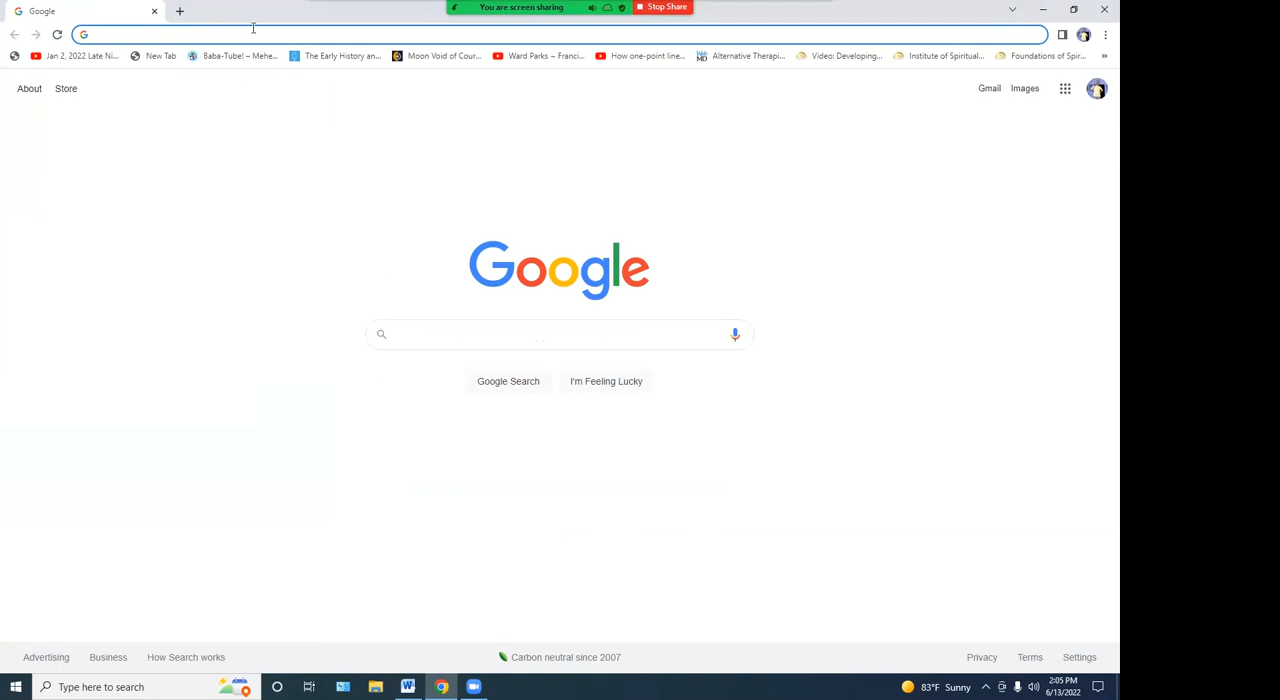 Google
You are screen sharing
Stop Share
Jan 2, 2022 Late Ni...
New Tab
Baba-Tube! – Mehe...
The Early History an...
Moon Void of Cour...
Ward Parks – Franci...
How one-point line...
Alternative Therapi...
Video: Developing...
Institute of Spiritual...
Foundations of Spir...
»
About
Store
Gmail
Images
Google
Google Search
I'm Feeling Lucky
Advertising
Business
How Search works
Carbon neutral since 2007
Privacy
Terms
Settings
Type here to search
83°F Sunny
2:05 PM
6/13/2022